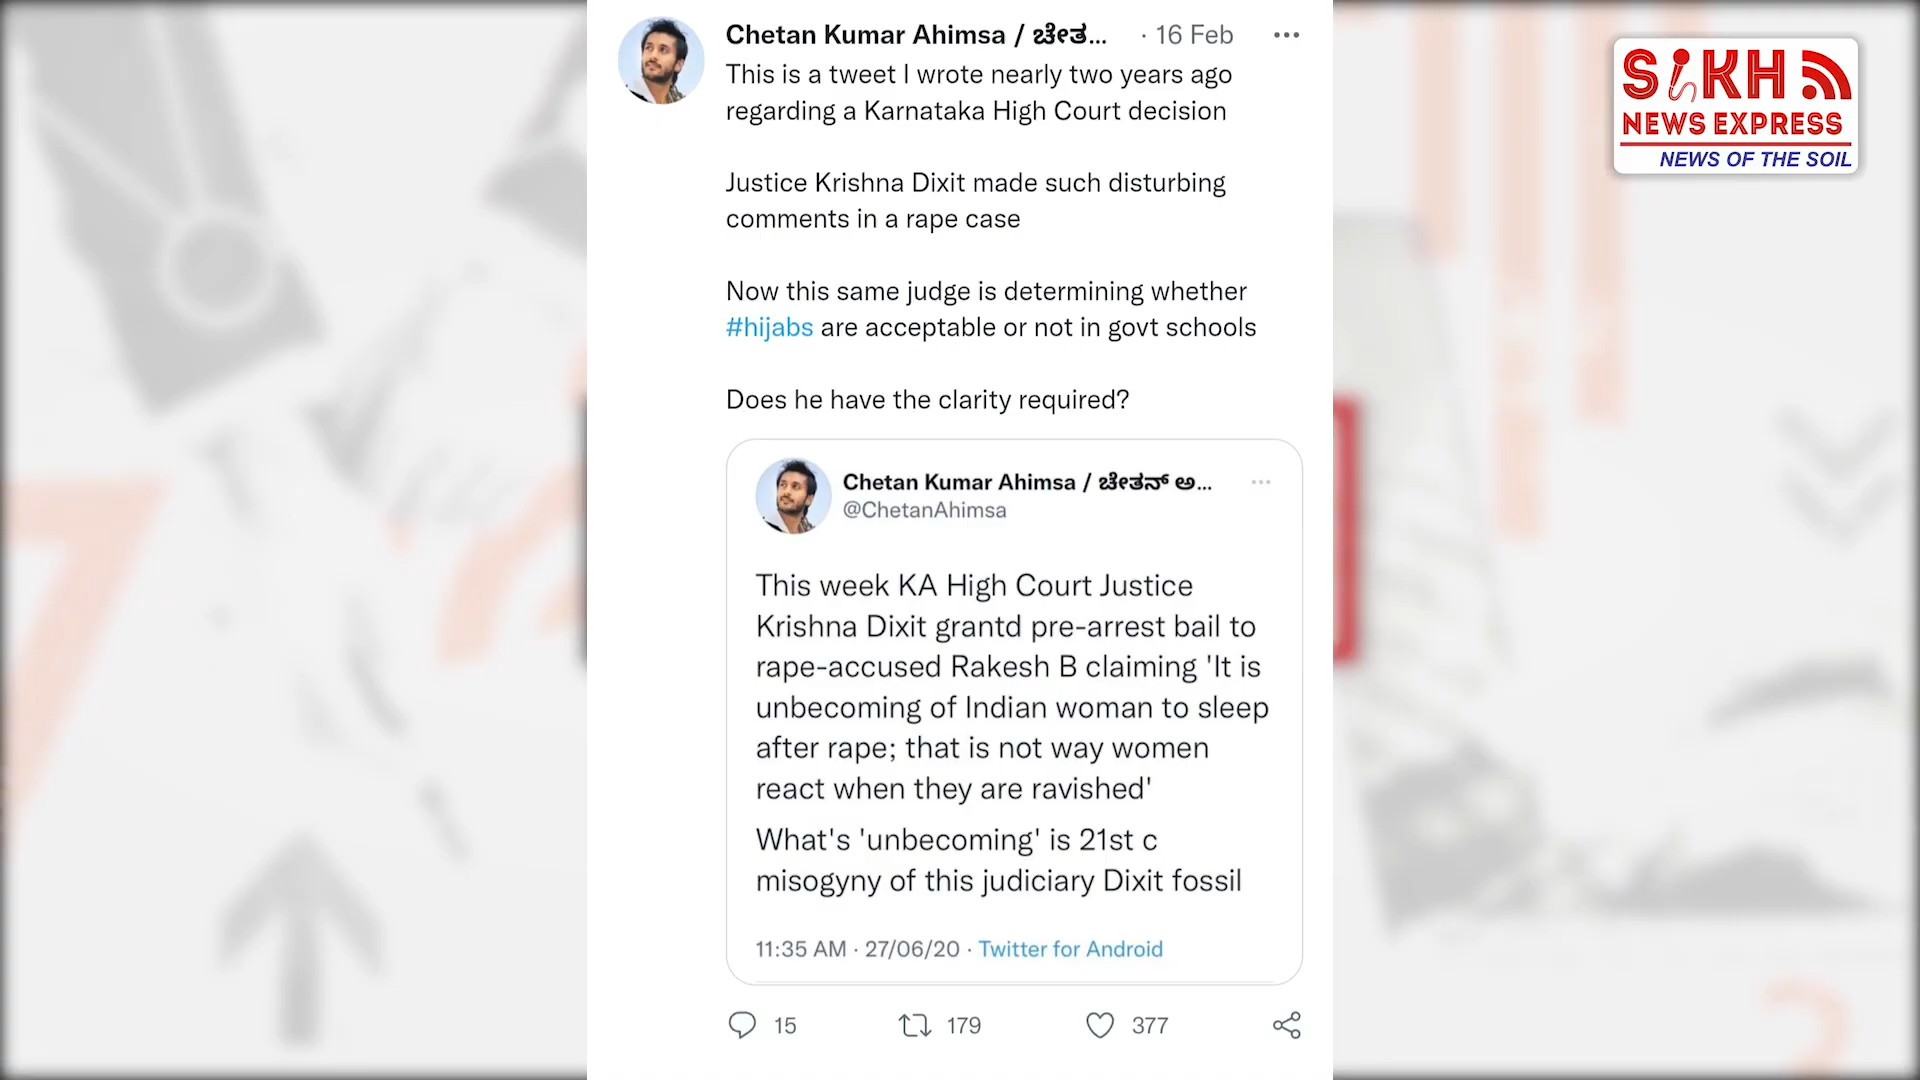 Chetan Kumar Ahimsa / ಚೇತ... · 16 Feb
This is a tweet I wrote nearly two years ago
regarding a Karnataka High Court decision
Justice Krishna Dixit made such disturbing
comments in a rape case
Now this same judge is determining whether
#hijabs are acceptable or not in govt schools
Does he have the clarity required?
Chetan Kumar Ahimsa / ಚೇತನ್ ಅ...
@ChetanAhimsa
This week KA High Court Justice
Krishna Dixit grantd pre-arrest bail to
rape-accused Rakesh B claiming 'It is
unbecoming of Indian woman to sleep
after rape; that is not way women
react when they are ravished'
What's 'unbecoming' is 21st c
misogyny of this judiciary Dixit fossil
11:35 AM · 27/06/20 · Twitter for Android
15 179 377
SIKH
NEWS EXPRESS
NEWS OF THE SOIL